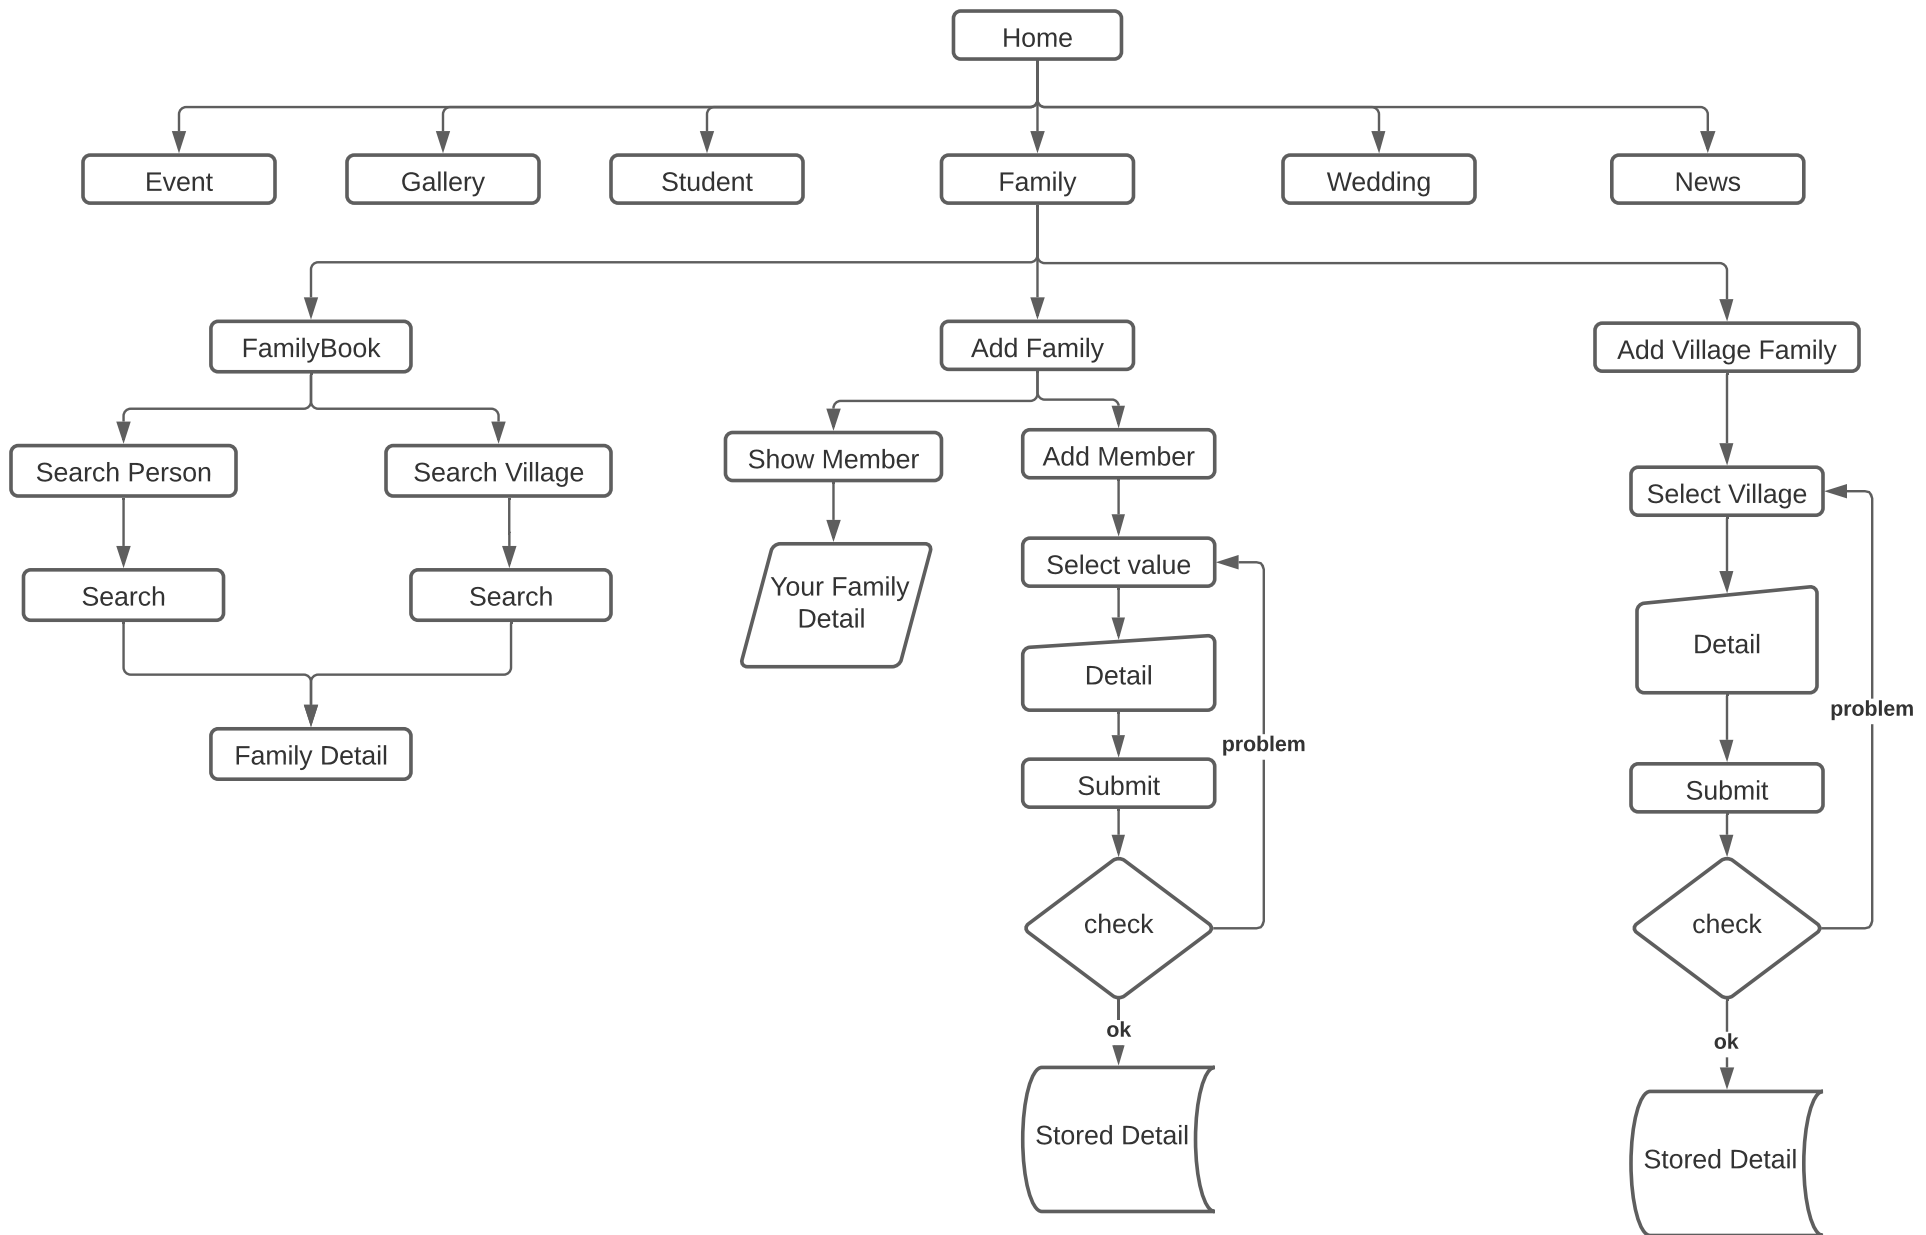 Home
Event
Gallery
Student
Family
Wedding
News
FamilyBook
Add Family
Add Village Family
Search Person
Search Village
Show Member
Add Member
Select Village
Search
Search
Your Family
Detail
Select value
Detail
Detail
problem
problem
Family Detail
Submit
Submit
check
check
ok
ok
Stored Detail
Stored Detail